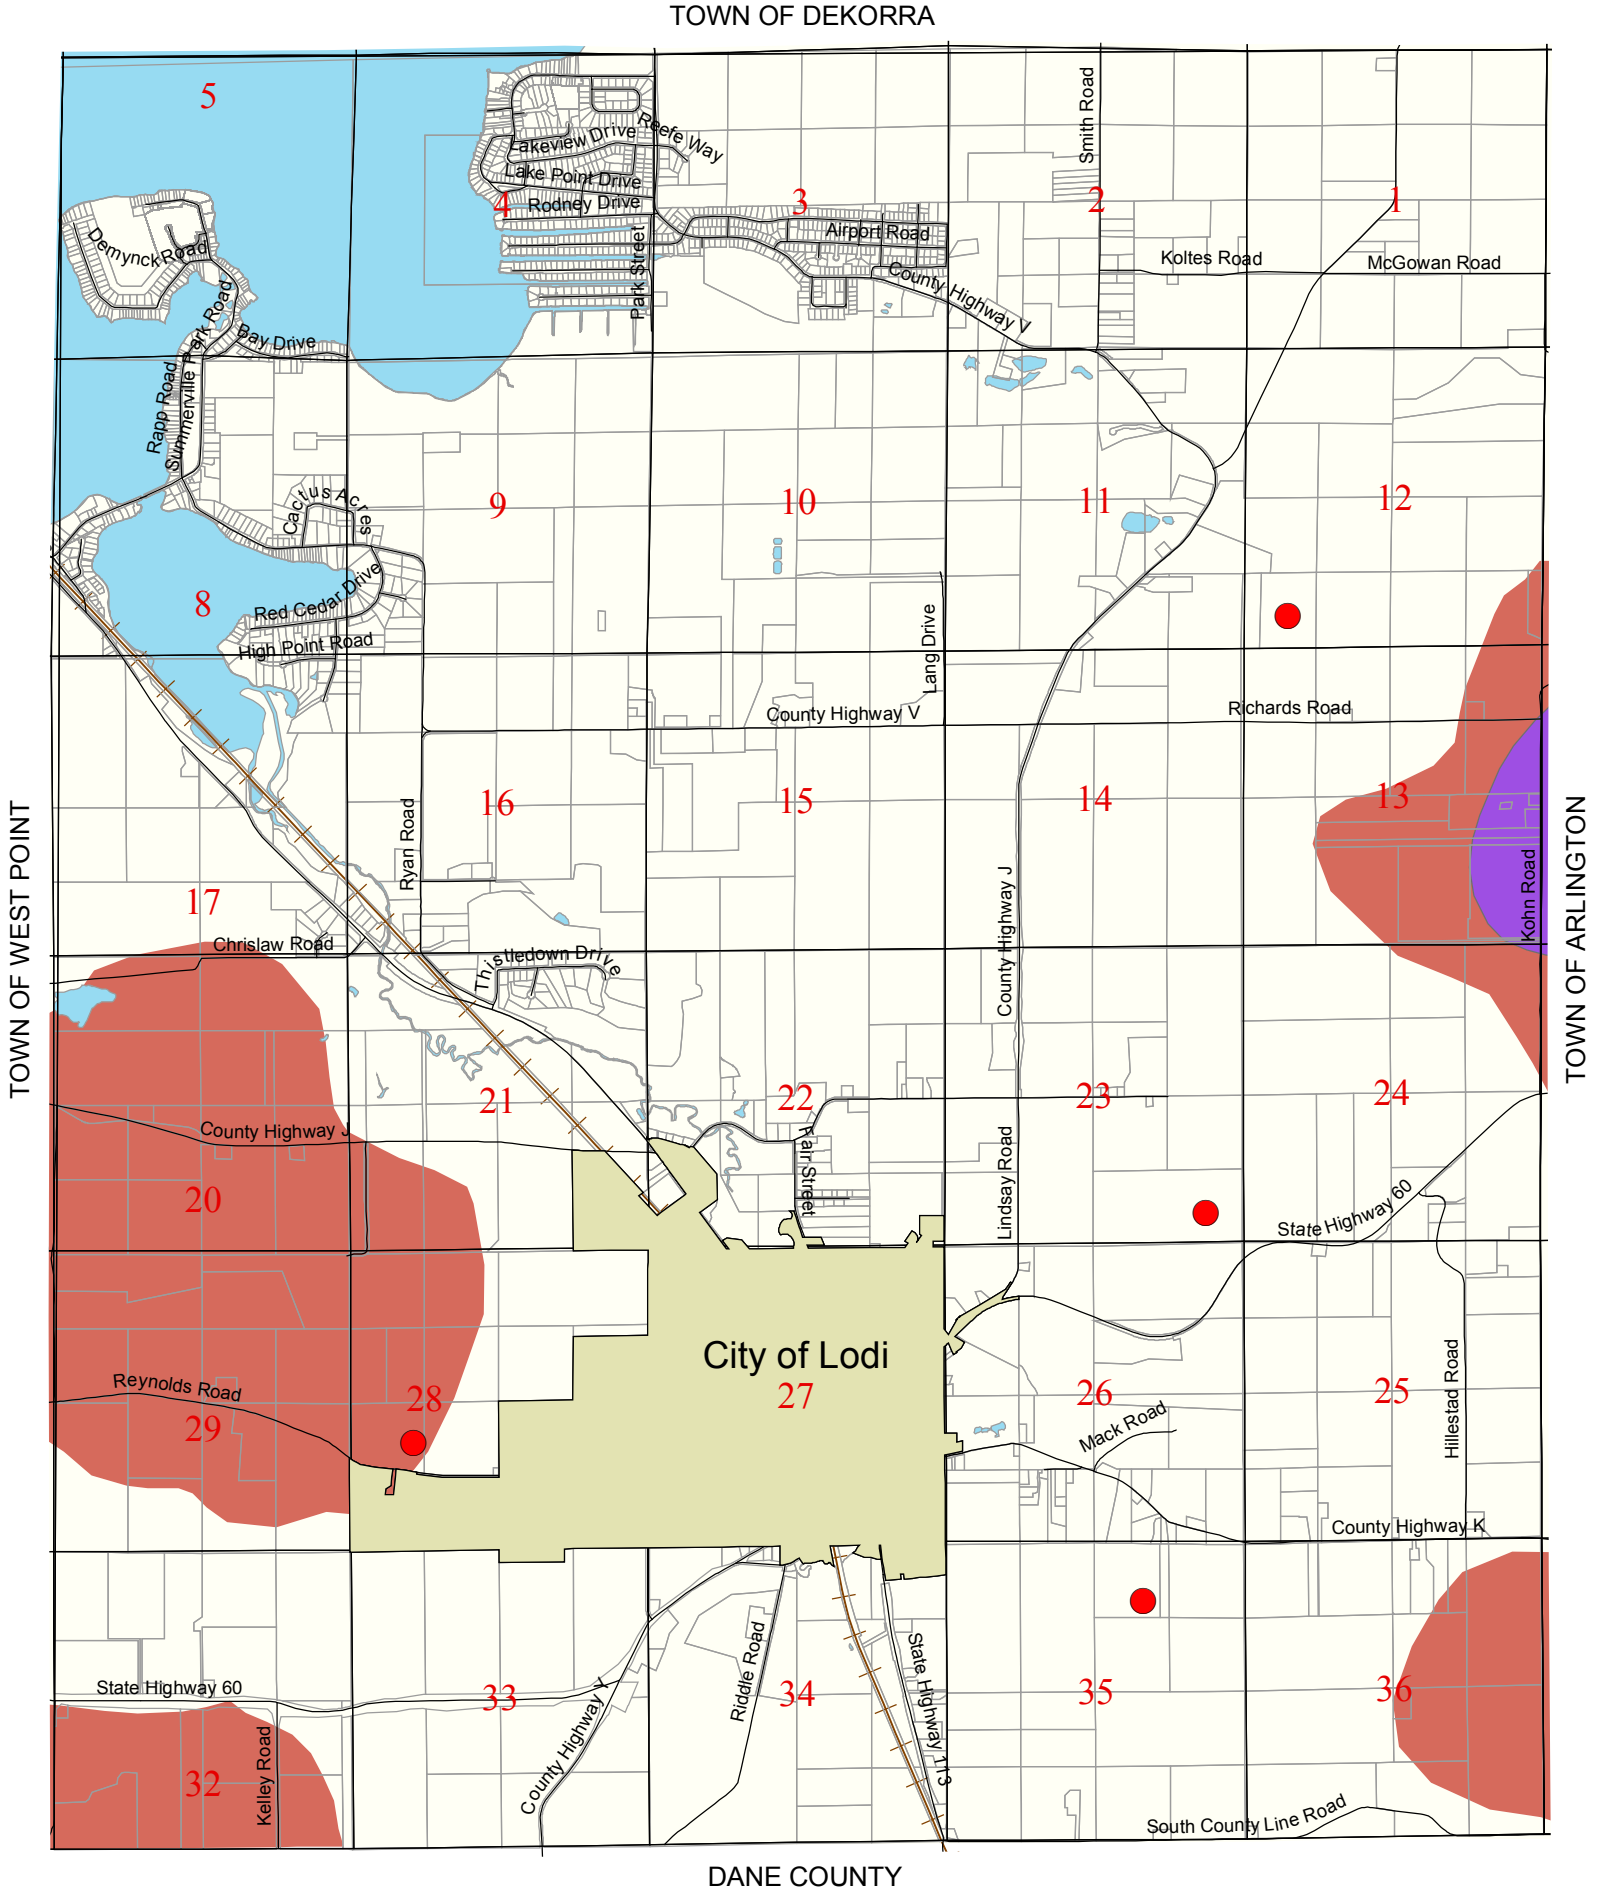 TOWN OF DEKORRA
5
Smith Road
Reefe Way
Lakeview Drive
Lake Point Drive
4
Rodney Drive
3
2
1
Airport Road
Demynck Road
Park Street
Koltes Road
McGowan Road
County Highway V
Park Road
Bay Drive
Rapp Road
Summerville
Cactus Acres
9
10
11
12
8
Red Cedar Drive
High Point Road
Lang Drive
County Highway V
Richards Road
16
15
14
13
Ryan Road
TOWN OF WEST POINT
TOWN OF ARLINGTON
17
County Highway J
Kohn Road
Chrislaw Road
Thistledown Drive
21
22
23
24
County Highway J
Fair Street
Lindsay Road
20
State Highway 60
City of Lodi
27
Reynolds Road
28
29
26
25
Mack Road
Hillestad Road
County Highway K
State Highway 60
33
County Highway Y
Riddle Road
34
State Highway 113
35
36
32
Kelley Road
South County Line Road
DANE COUNTY